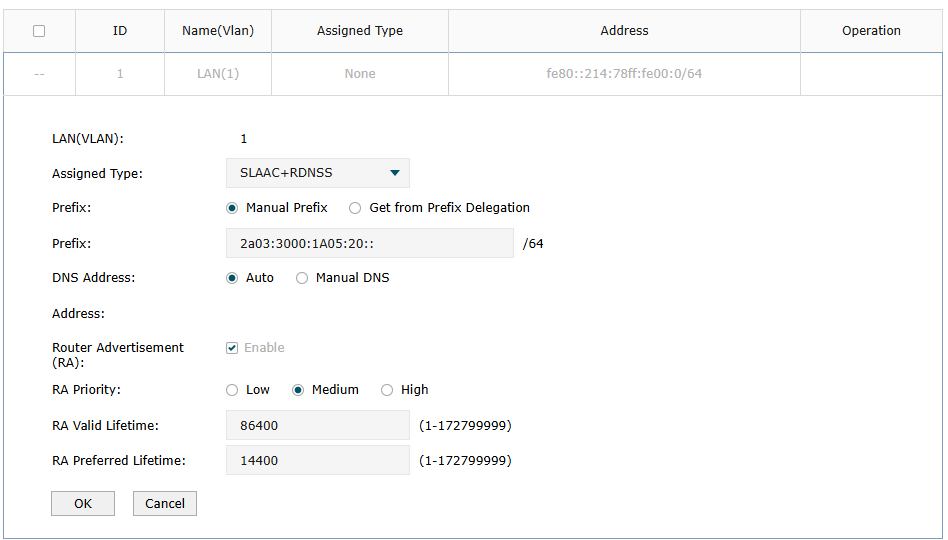 ID Name(Vlan) Assigned Type Address Operation
-- 1 LAN(1) None fe80::214:78ff:fe00:0/64
LAN(VLAN): 1
Assigned Type: SLAAC+RDNSS
Prefix: Manual Prefix Get from Prefix Delegation
Prefix: 2a03:3000:1A05:20:: /64
DNS Address: Auto Manual DNS
Address:
Router Advertisement Enable
(RA):
RA Priority: Low Medium High
RA Valid Lifetime: 86400 (1-172799999)
RA Preferred Lifetime: 14400 (1-172799999)
OK Cancel